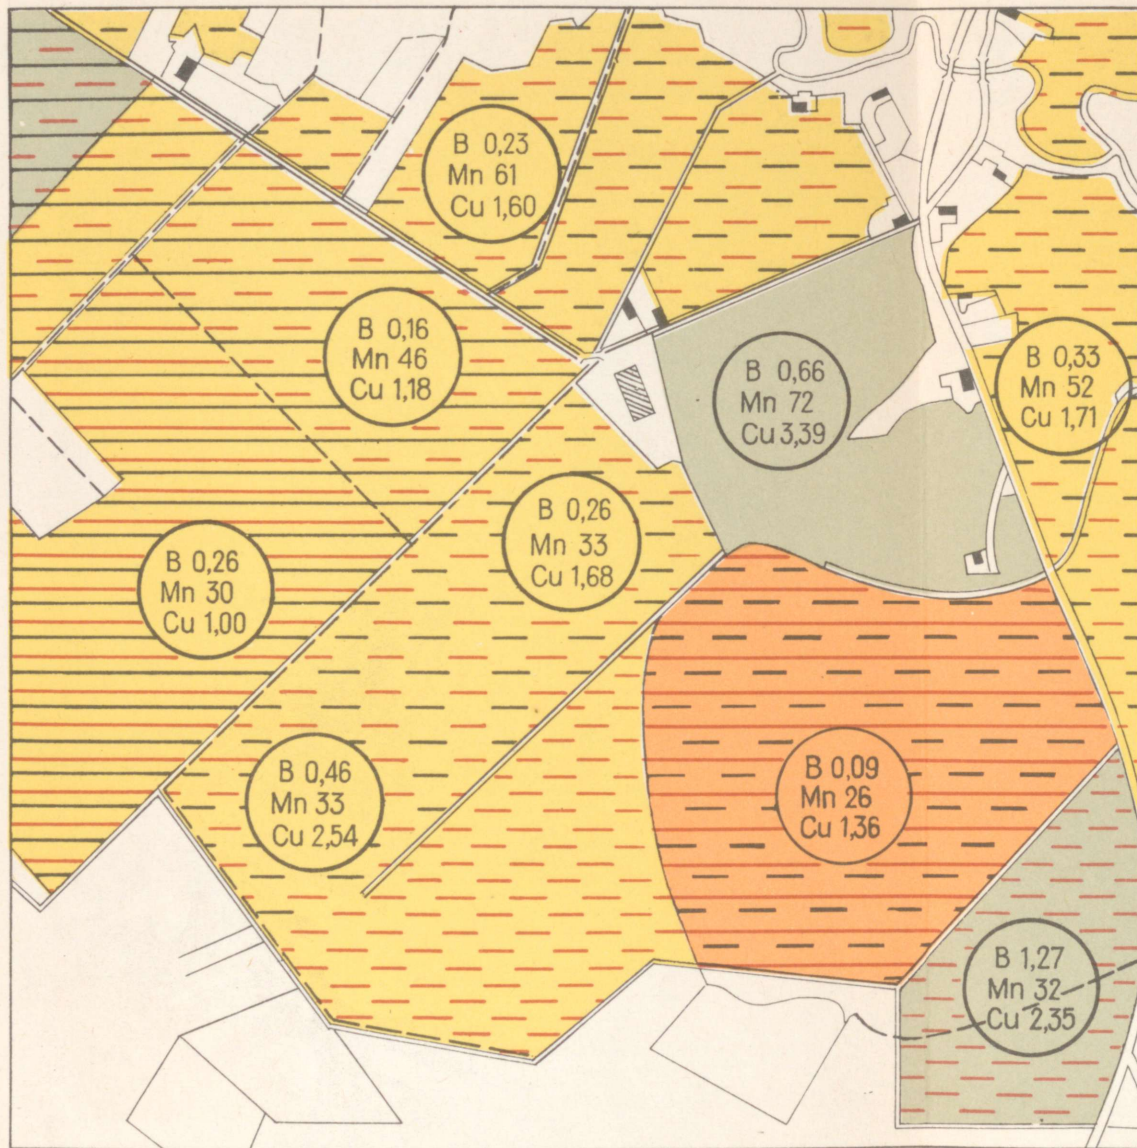 B 0,23
Mn 61
Cu 1,60
B 0,16
Mn 46
Cu 1,18
B 0,66
Mn 72
Cu 3,39
B 0,33
Mn 52
Cu 1,71
B 0,26
Mn 33
Cu 1,68
B 0,26
Mn 30
Cu 1,00
B 0,46
Mn 33
Cu 2,54
B 0,09
Mn 26
Cu 1,36
B 1,27
Mn 32
Cu 2,35